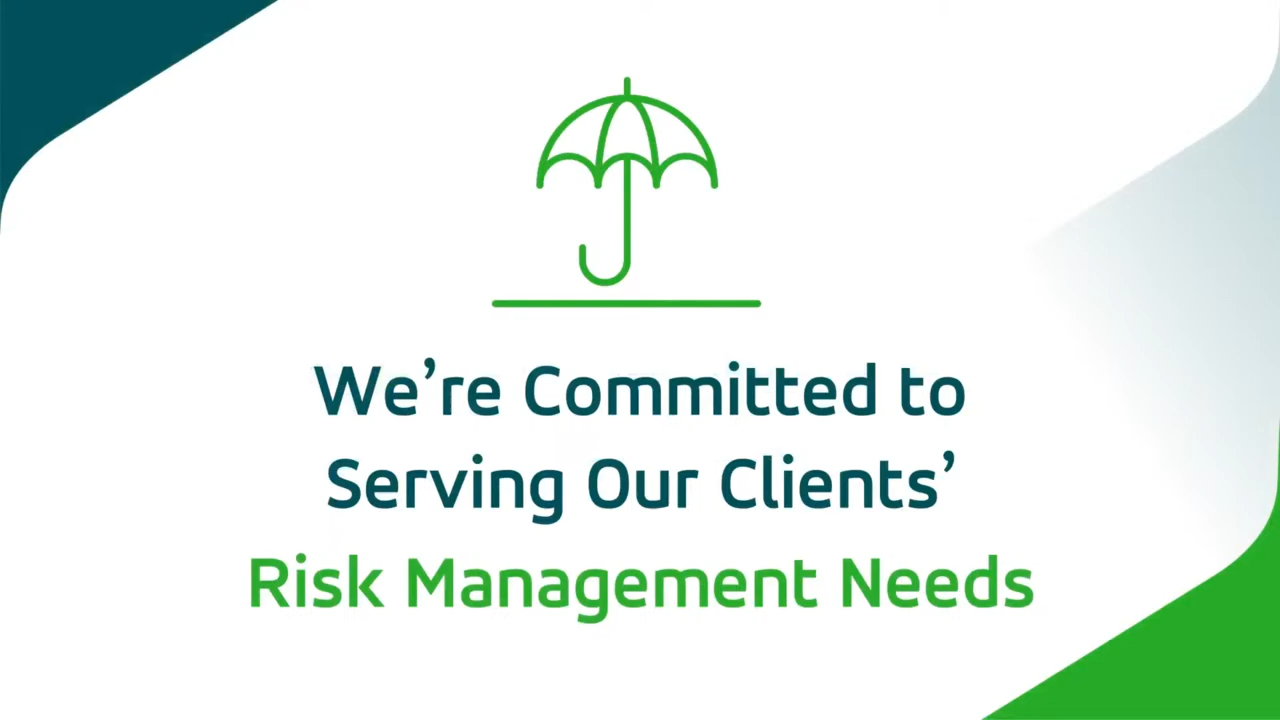 We’re Committed to
Serving Our Clients’
Risk Management Needs